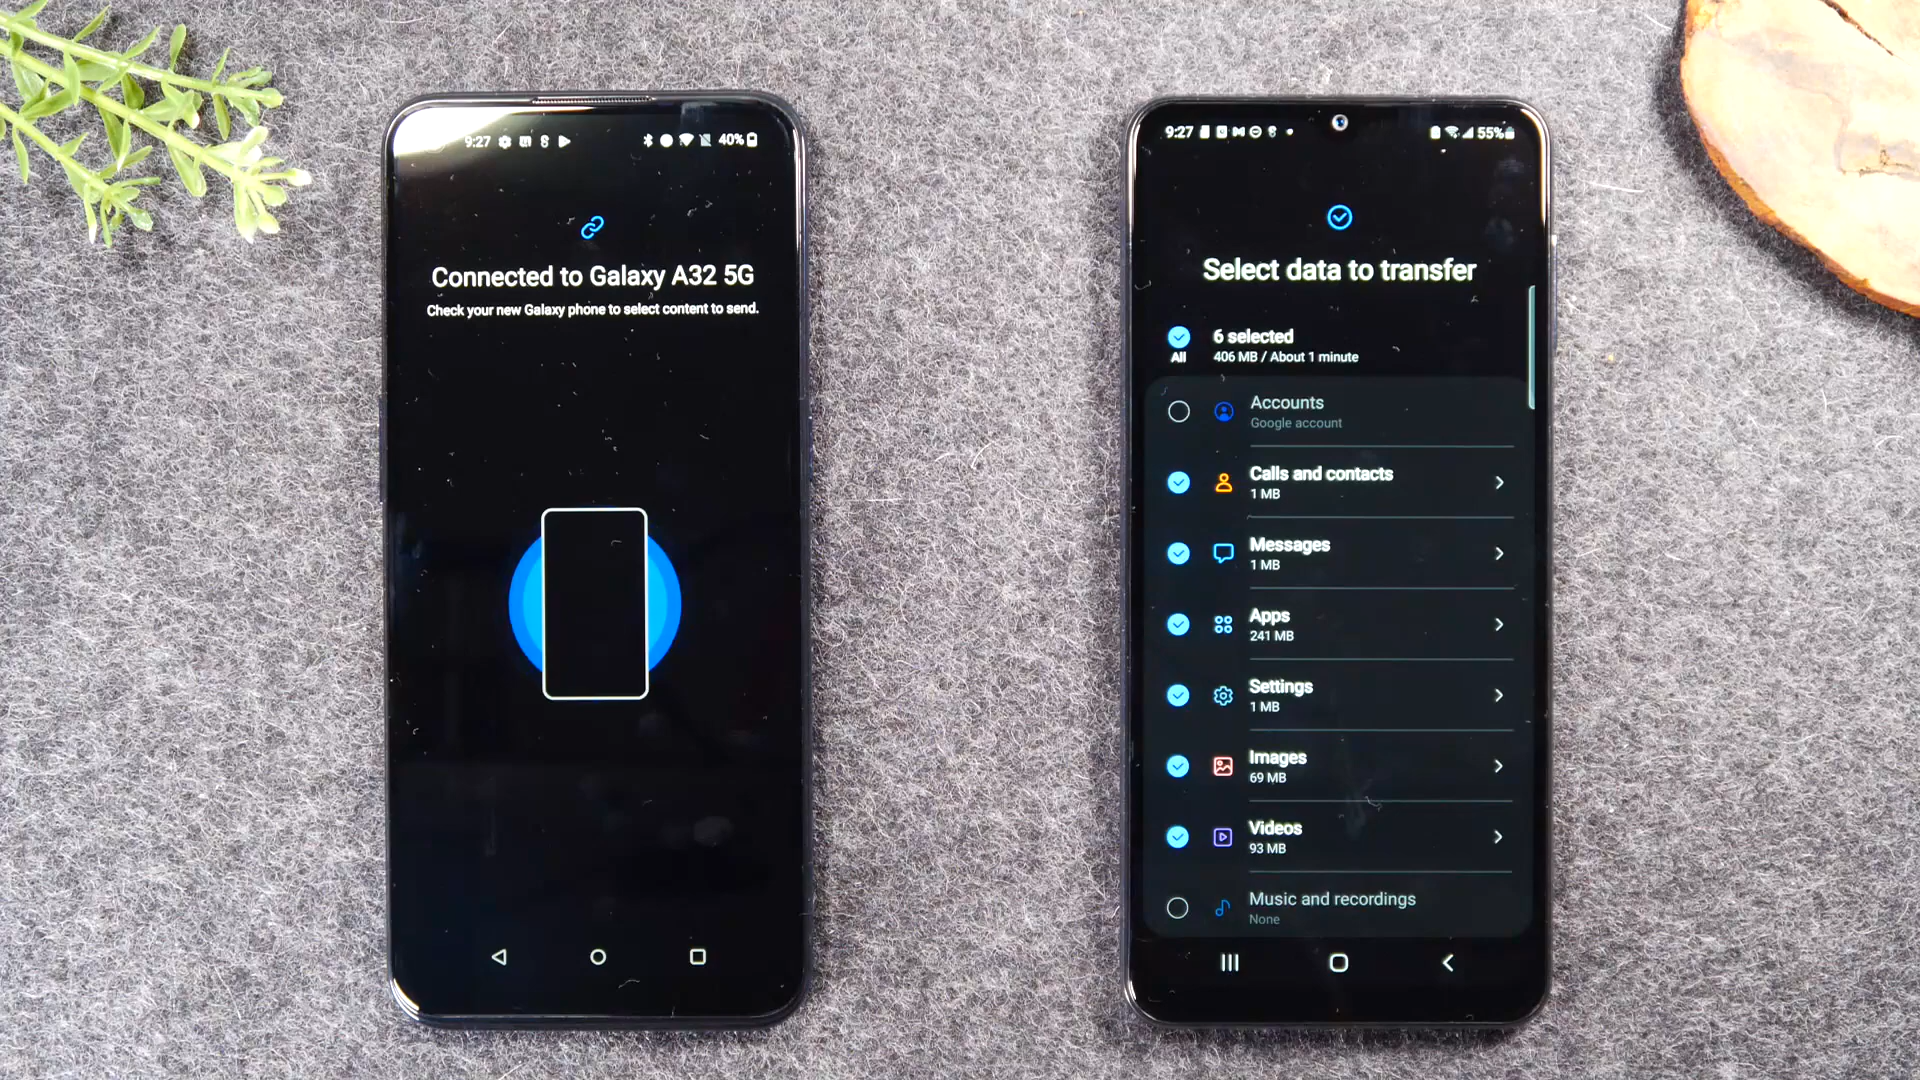 9:27
40%
Connected to Galaxy A32 5G
Check your new Galaxy phone to select content to send.
9:27
55%
Select data to transfer
All
6 selected
406 MB / About 1 minute
Accounts
Google account
Calls and contacts
1 MB
Messages
1 MB
Apps
241 MB
Settings
1 MB
Images
69 MB
Videos
93 MB
Music and recordings
None